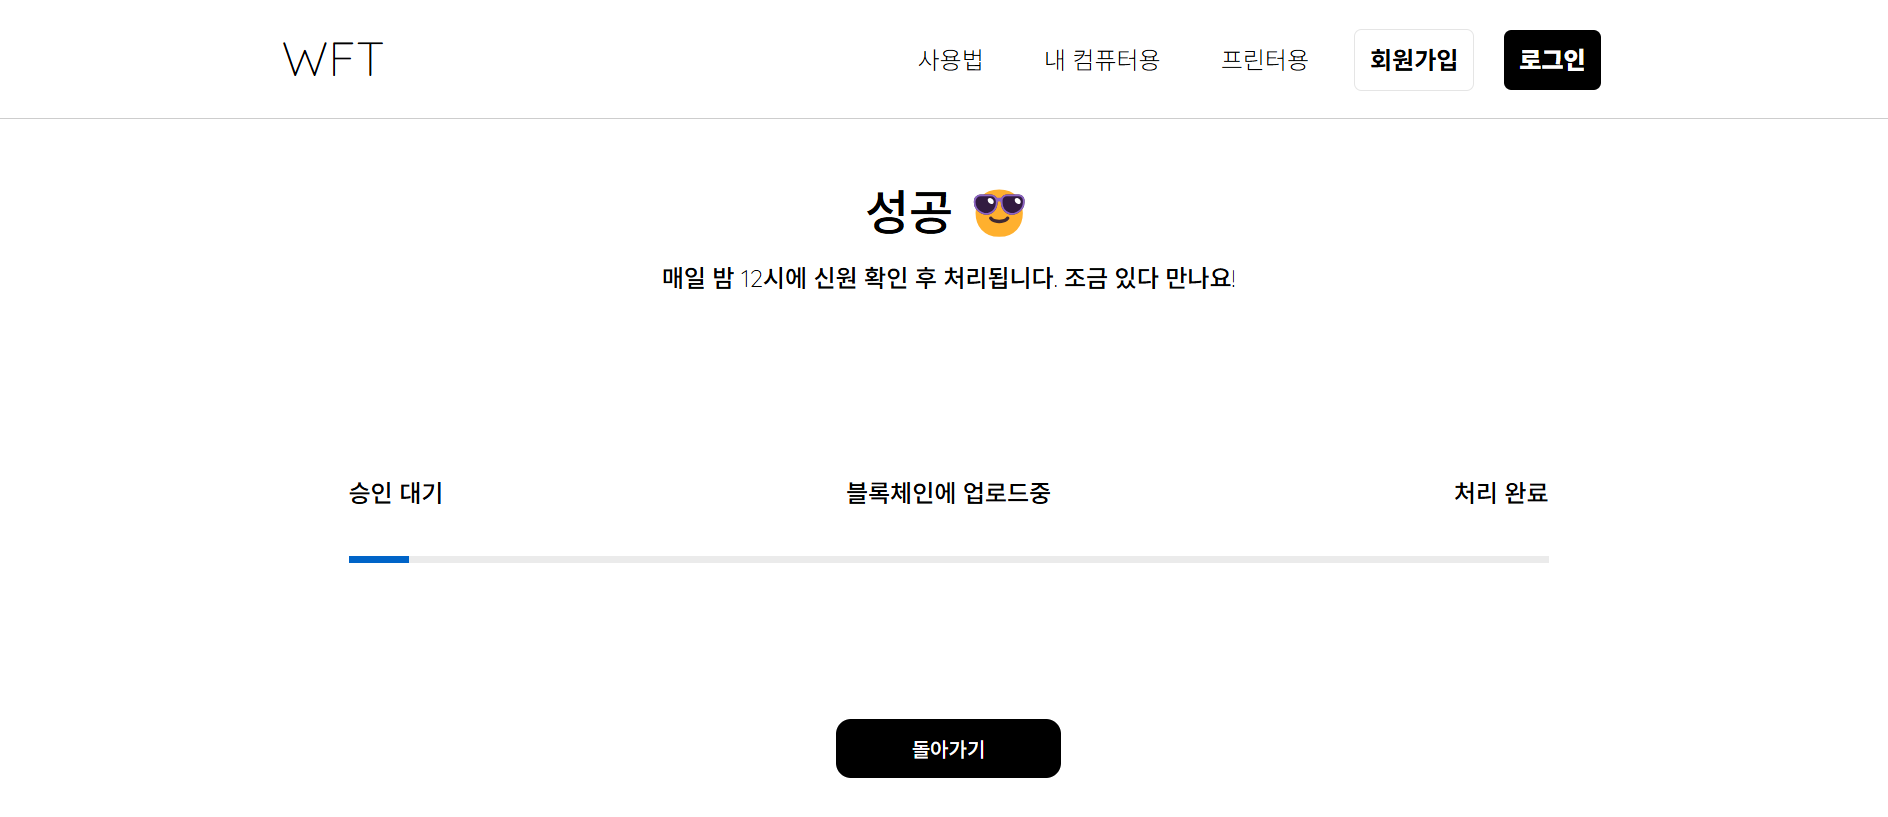 WFT
사용법
내 컴퓨터용
프린터용
회원가입
로그인
성공 😎
매일 밤 12시에 신원 확인 후 처리됩니다. 조금 있다 만나요!
승인 대기
블록체인에 업로드중
처리 완료
돌아가기